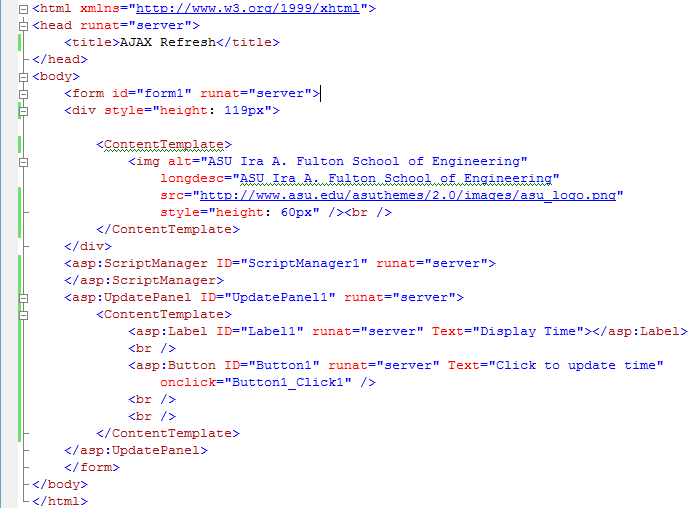 <html xmlns="http://www.w3.org/1999/xhtml">
<head runat="server">
<title>AJAX Refresh</title>
</head>
<body>
<form id="form1" runat="server">
<div style="height: 119px">
<ContentTemplate>
<img alt="ASU Ira A. Fulton School of Engineering"
longdesc="ASU Ira A. Fulton School of Engineering"
src="http://www.asu.edu/asuthemes/2.0/images/asu_logo.png"
style="height: 60px" /><br />
</ContentTemplate>
</div>
<asp:ScriptManager ID="ScriptManager1" runat="server">
</asp:ScriptManager>
<asp:UpdatePanel ID="UpdatePanel1" runat="server">
<ContentTemplate>
<asp:Label ID="Label1" runat="server" Text="Display Time"></asp:Label>
<br />
<asp:Button ID="Button1" runat="server" Text="Click to update time"
onclick="Button1_Click1" />
<br />
<br />
</ContentTemplate>
</asp:UpdatePanel>
</form>
</body>
</html>